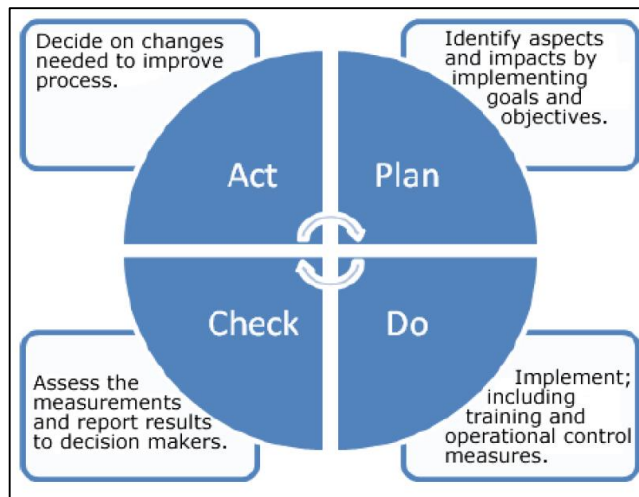 Decide on changes
needed to improve
process.
Identify aspects
and impacts by
implementing
goals and
objectives.
Act
Plan
Check
Do
Assess the
measurements
and report results
to decision makers.
Implement;
including
training and
operational control
measures.